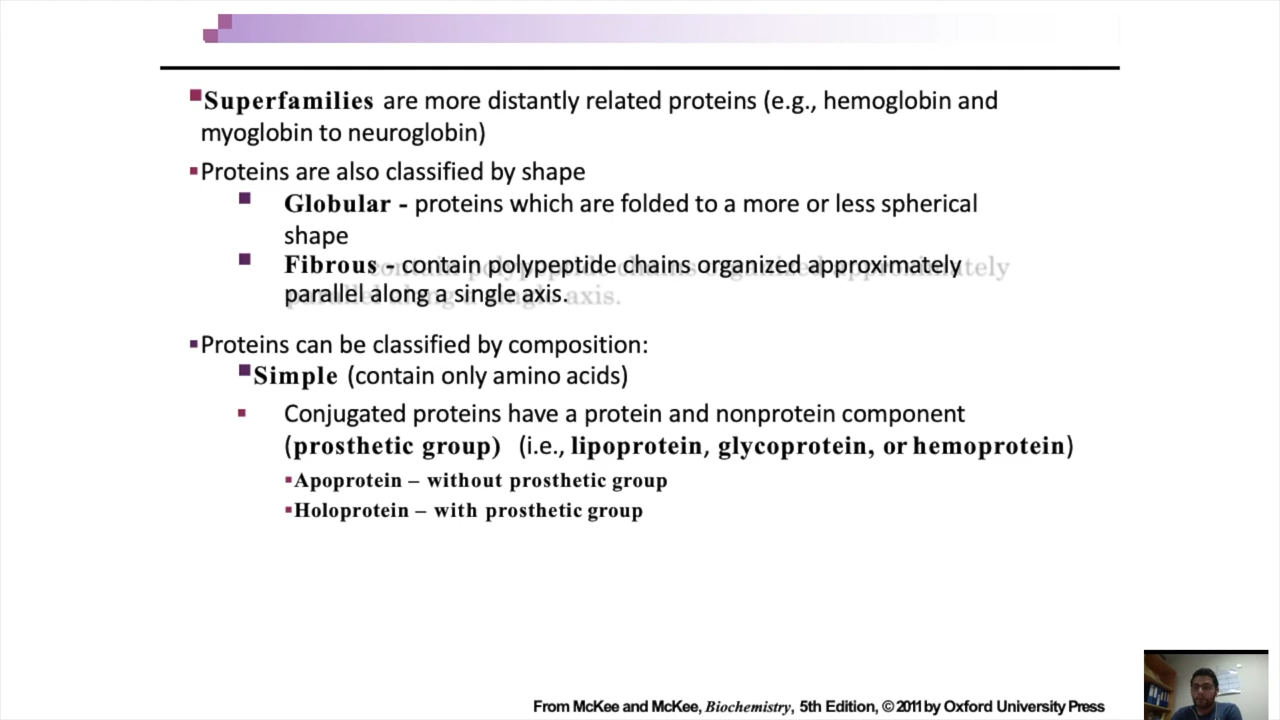 Superfamilies are more distantly related proteins (e.g., hemoglobin and
myoglobin to neuroglobin)
Proteins are also classified by shape
Globular - proteins which are folded to a more or less spherical
shape
Fibrous - contain polypeptide chains organized approximately
parallel along a single axis.
Proteins can be classified by composition:
Simple (contain only amino acids)
Conjugated proteins have a protein and nonprotein component
(prosthetic group) (i.e., lipoprotein, glycoprotein, or hemoprotein)
Apoprotein – without prosthetic group
Holoprotein – with prosthetic group
From McKee and McKee, Biochemistry, 5th Edition, © 2011 by Oxford University Press